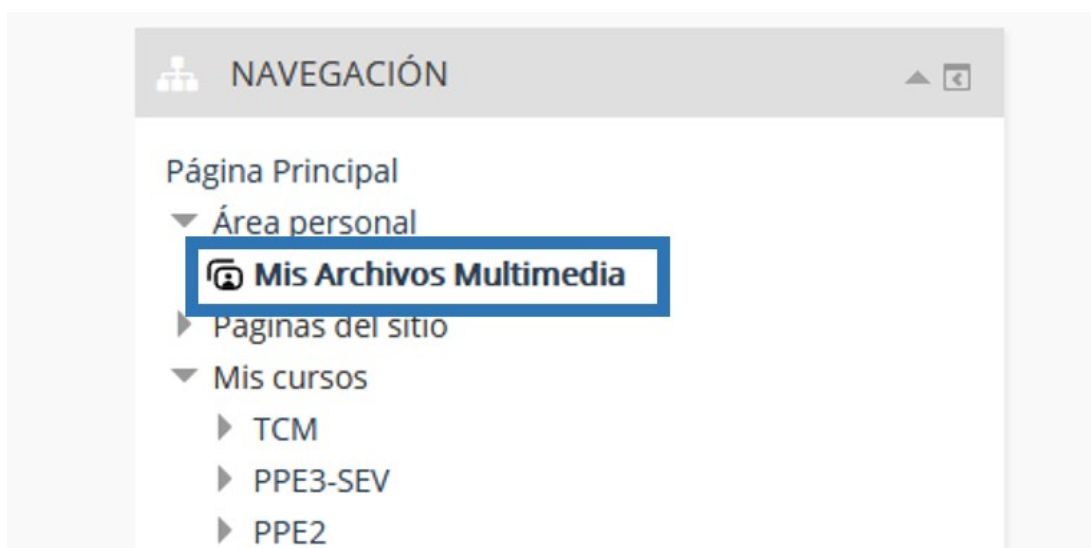 NAVEGACIÓN
Página Principal
Área personal
Mis Archivos Multimedia
Páginas del sitio
Mis cursos
TCM
PPE3-SEV
PPE2